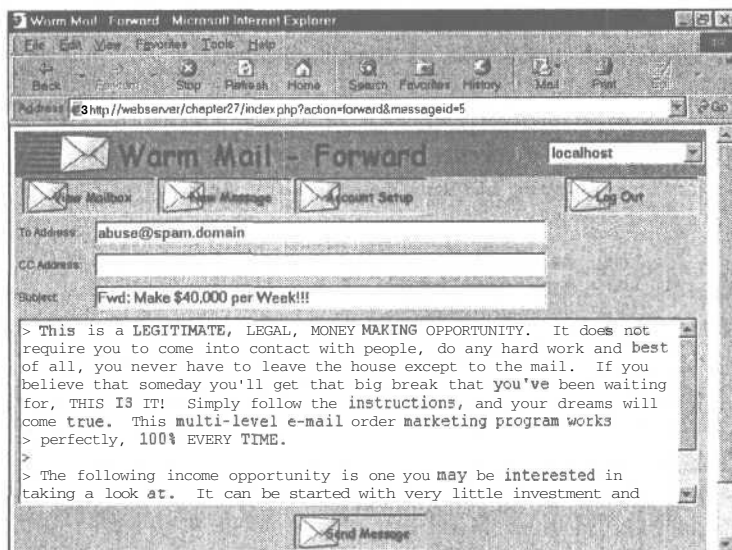 Warm Mail - Forward - Microsoft Internet Explorer
File Edit View Favorites Tools Help
Back Forward Stop Refresh Home Search Favorites History Mail Print Edit
Address http://webserver/chapter27/index.php?action=forward&messageid=5 Go
Warm Mail - Forward localhost
View Mailbox New Message Account Setup Log Out
To Address: abuse@spam.domain
CC Address:
Subject: Fwd: Make $40,000 per Week!!!
> This is a LEGITIMATE, LEGAL, MONEY MAKING OPPORTUNITY. It does not
require you to come into contact with people, do any hard work and best
of all, you never have to leave the house except to the mail. If you
believe that someday you'll get that big break that you've been waiting
for, THIS IS IT! Simply follow the instructions, and your dreams will
come true. This multi-level e-mail order marketing program works
> perfectly, 100% EVERY TIME.
>
> The following income opportunity is one you may be interested in
taking a look at. It can be started with very little investment and
Send Message